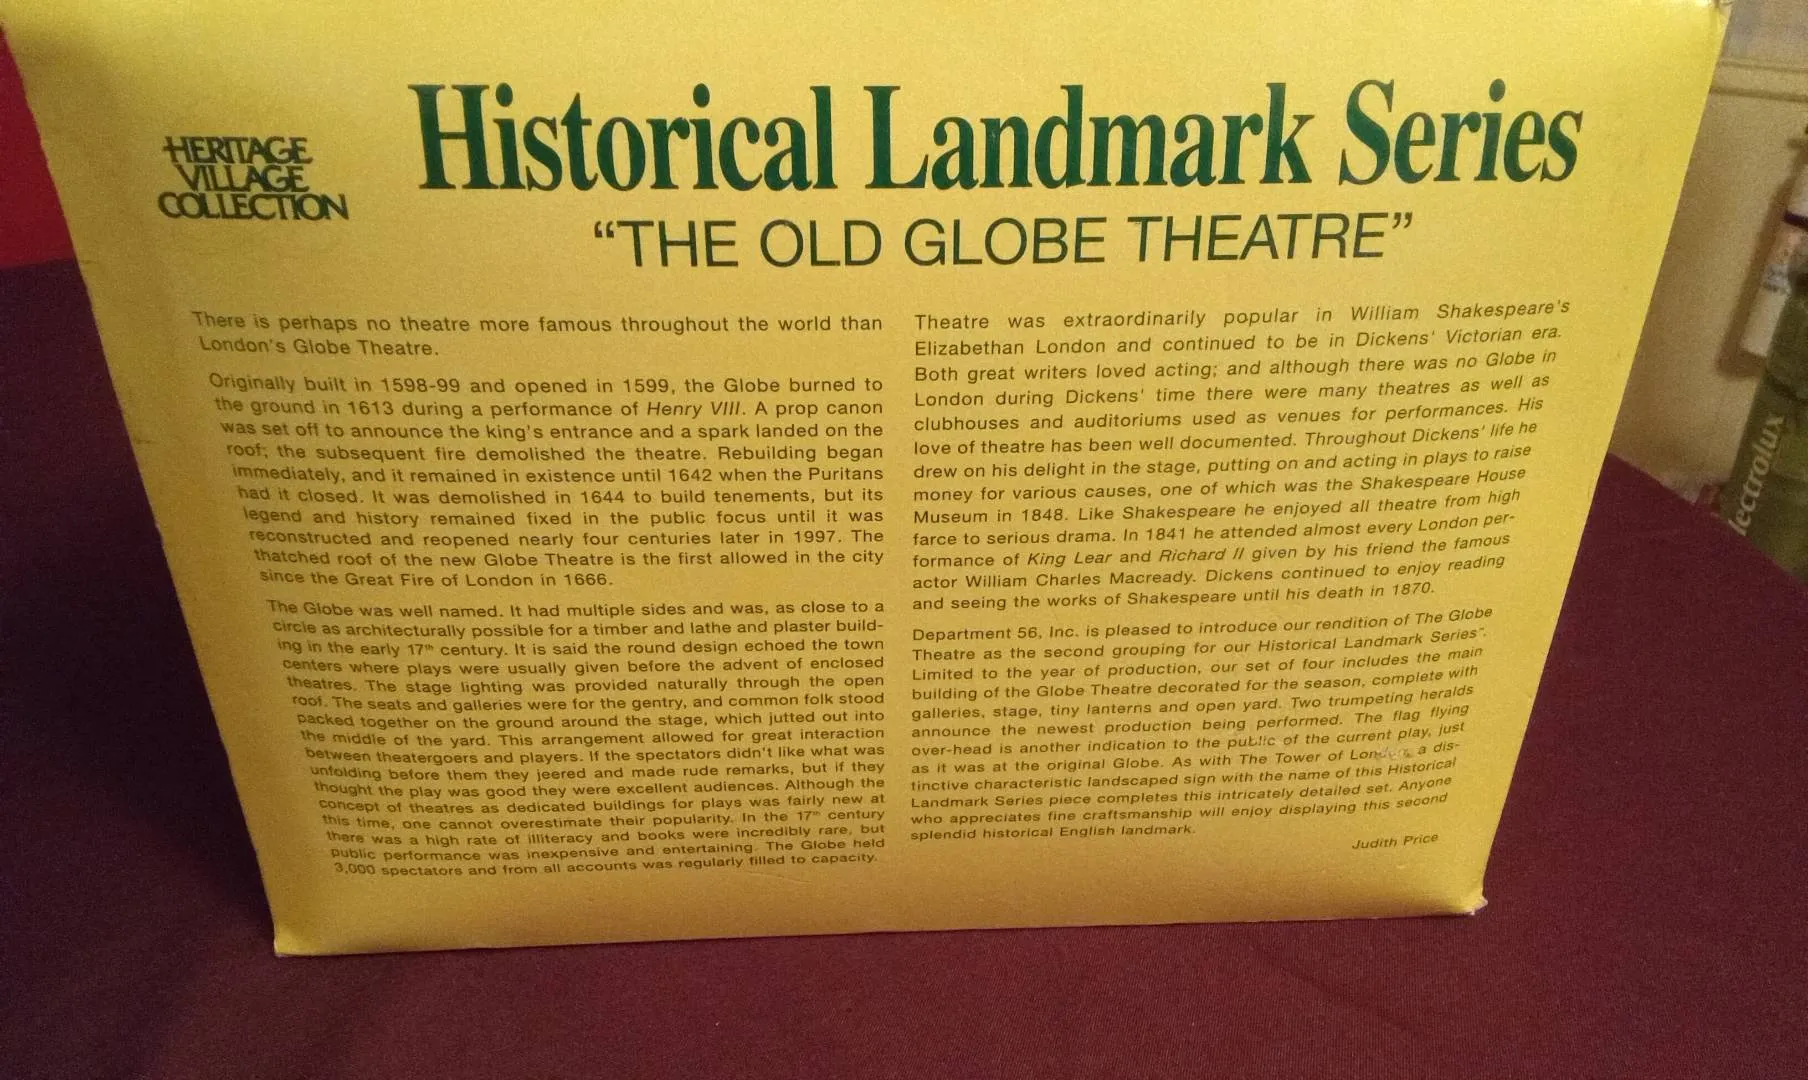 HERITAGE
VILLAGE
COLLECTION
Historical Landmark Series
“THE OLD GLOBE THEATRE”
There is perhaps no theatre more famous throughout the world than
London's Globe Theatre.
Originally built in 1598-99 and opened in 1599, the Globe burned to
the ground in 1613 during a performance of Henry VIII. A prop canon
was set off to announce the king's entrance and a spark landed on the
roof; the subsequent fire demolished the theatre. Rebuilding began
immediately, and it remained in existence until 1642 when the Puritans
had it closed. It was demolished in 1644 to build tenements, but its
legend and history remained fixed in the public focus until it was
reconstructed and reopened nearly four centuries later in 1997. The
thatched roof of the new Globe Theatre is the first allowed in the city
since the Great Fire of London in 1666.
The Globe was well named. It had multiple sides and was, as close to a
circle as architecturally possible for a timber and lathe and plaster build-
ing in the early 17th century. It is said the round design echoed the town
centers where plays were usually given before the advent of enclosed
theatres. The stage lighting was provided naturally through the open
roof. The seats and galleries were for the gentry, and common folk stood
packed together on the ground around the stage, which jutted out into
the middle of the yard. This arrangement allowed for great interaction
between theatergoers and players. If the spectators didn't like what was
unfolding before them they jeered and made rude remarks, but if they
thought the play was good they were excellent audiences. Although the
concept of theatres as dedicated buildings for plays was fairly new at
this time, one cannot overestimate their popularity. In the 17th century
there was a high rate of illiteracy and books were incredibly rare, but
public performance was inexpensive and entertaining. The Globe held
3,000 spectators and from all accounts was regularly filled to capacity.
Theatre was extraordinarily popular in William Shakespeare's
Elizabethan London and continued to be in Dickens' Victorian era.
Both great writers loved acting; and although there was no Globe in
London during Dickens' time there were many theatres as well as
clubhouses and auditoriums used as venues for performances. His
love of theatre has been well documented. Throughout Dickens' life he
drew on his delight in the stage, putting on and acting in plays to raise
money for various causes, one of which was the Shakespeare House
Museum in 1848. Like Shakespeare he enjoyed all theatre from high
farce to serious drama. In 1841 he attended almost every London per-
formance of King Lear and Richard II given by his friend the famous
actor William Charles Macready. Dickens continued to enjoy reading
and seeing the works of Shakespeare until his death in 1870.
Department 56, Inc. is pleased to introduce our rendition of The Globe
Theatre as the second grouping for our Historical Landmark Series™.
Limited to the year of production, our set of four includes the main
building of the Globe Theatre decorated for the season, complete with
galleries, stage, tiny lanterns and open yard. Two trumpeting heralds
announce the newest production being performed. The flag flying
over-head is another indication to the public of the current play, just
as it was at the original Globe. As with The Tower of London, a dis-
tinctive characteristic landscaped sign with the name of this Historical
Landmark Series piece completes this intricately detailed set. Anyone
who appreciates fine craftsmanship will enjoy displaying this second
splendid historical English landmark.
Judith Price
lectrolux